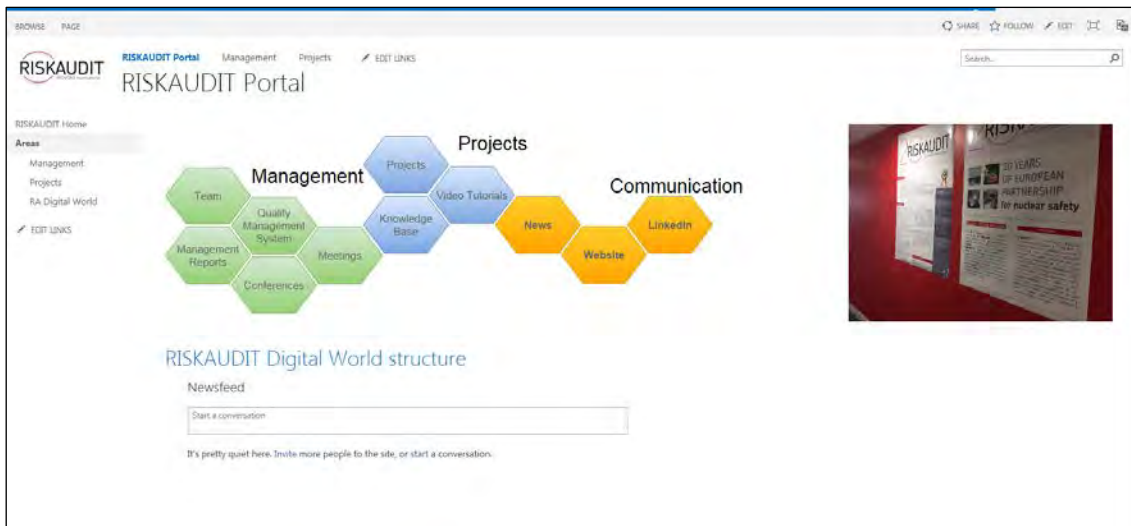 BROWSE PAGE
SHARE FOLLOW EDIT
RISKAUDIT
RISKAUDIT Portal Management Projects EDIT LINKS
Search...
RISKAUDIT Portal
RISKAUDIT Home
Areas
Management
Projects
RA Digital World
EDIT LINKS
Management
Projects
Communication
Team
Quality
Management
System
Management
Reports
Conferences
Meetings
Projects
Video Tutorials
Knowledge
Base
News
Website
LinkedIn
RISKAUDIT
YEARS
OF EUROPEAN
PARTNERSHIP
for nuclear safety
RISKAUDIT Digital World structure
Newsfeed
Start a conversation
It's pretty quiet here. Invite more people to the site, or start a conversation.